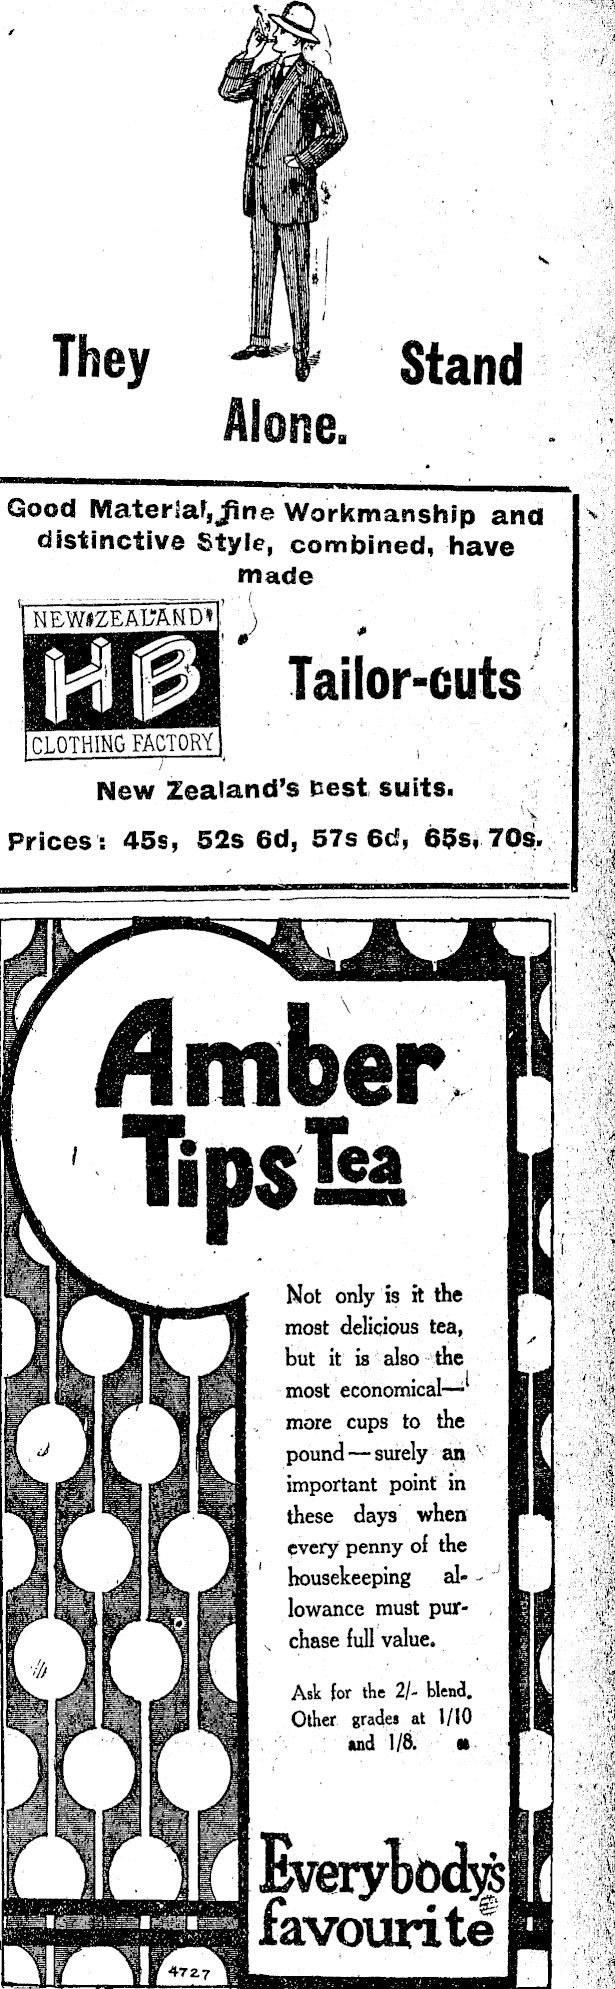 They Stand
Alone.
Good Material, fine Workmanship and
distinctive Style, combined, have
made
NEW ZEALAND
HB
CLOTHING FACTORY
Tailor-cuts
New Zealand's best suits.
Prices: 45s, 52s 6d, 57s 6d, 65s, 70s.
Amber
Tips Tea
Not only is it the
most delicious tea,
but it is also the
most economical—
more cups to the
pound—surely an
important point in
these days when
every penny of the
housekeeping al-
lowance must pur-
chase full value.
Ask for the 2/- blend.
Other grades at 1/10
and 1/8.
Everybody's
favourite
4727